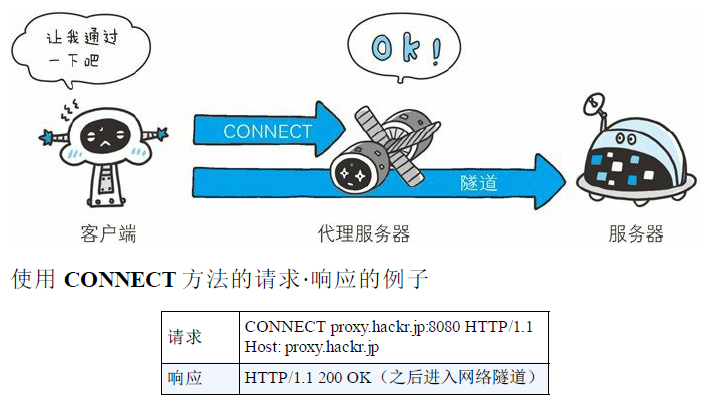 让我通过
一下吧
Ok!
CONNECT
隧道
客户端
代理服务器
服务器
使用 CONNECT 方法的请求·响应的例子
请求
CONNECT proxy.hackr.jp:8080 HTTP/1.1
Host: proxy.hackr.jp
响应
HTTP/1.1 200 OK（之后进入网络隧道）